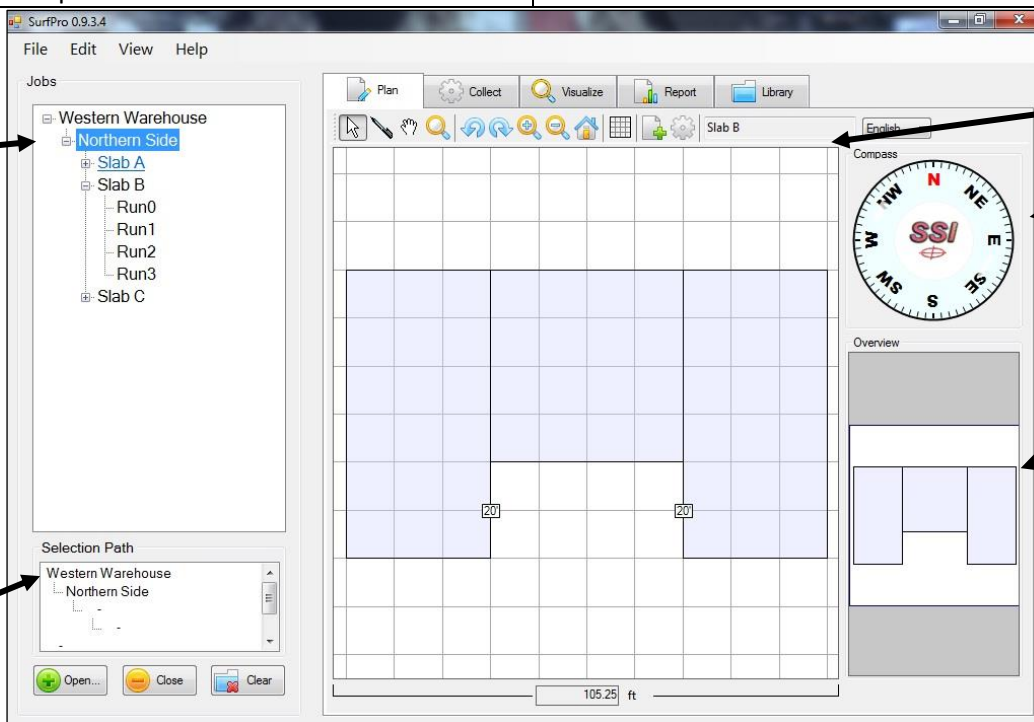 SurfPro 0.9.3.4
File Edit View Help
Jobs
Western Warehouse
Northern Side
Slab A
Slab B
Run0
Run1
Run2
Run3
Slab C
Selection Path
Western Warehouse
Northern Side
-
-
-
Open... Close Clear
Plan Collect Visualize Report Library
Slab B
English
20' 20'
105.25 ft
Compass
N
NE
E
SE
S
SW
W
NW
SSI
Overview